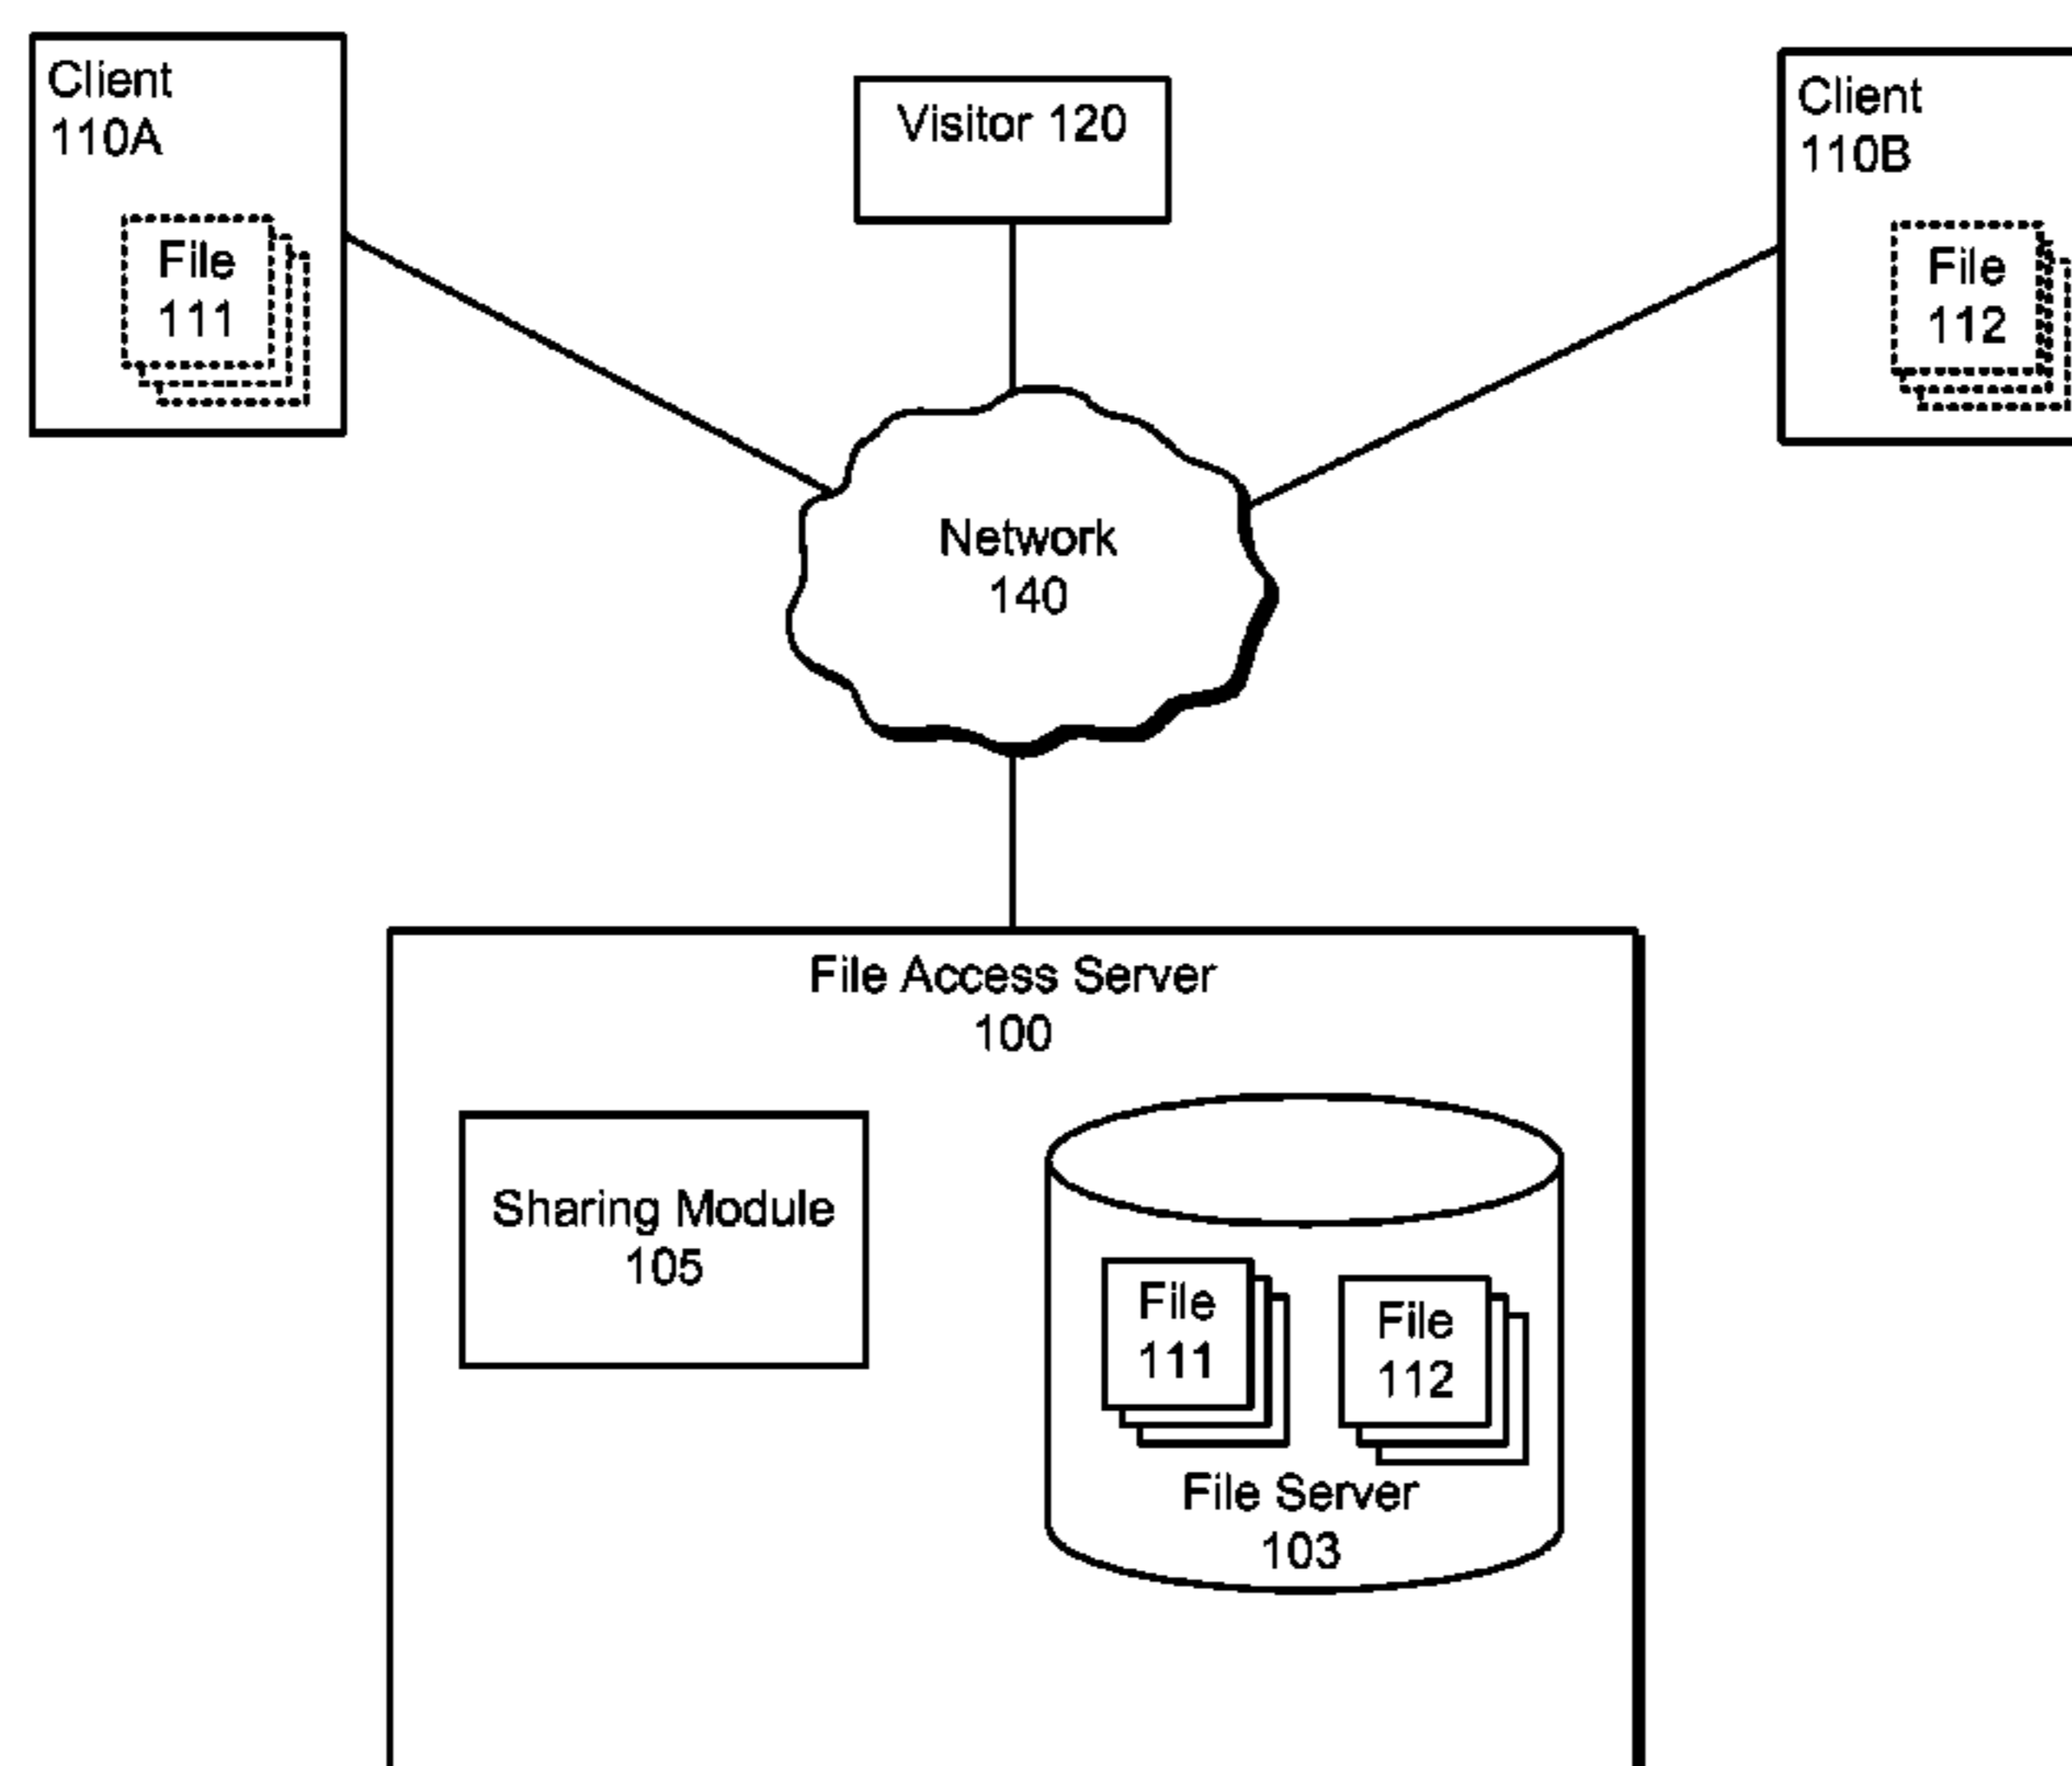 Client
110A
File
111
Visitor 120
Client
110B
File
112
Network
140
File Access Server
100
Sharing Module
105
File
111
File
112
File Server
103